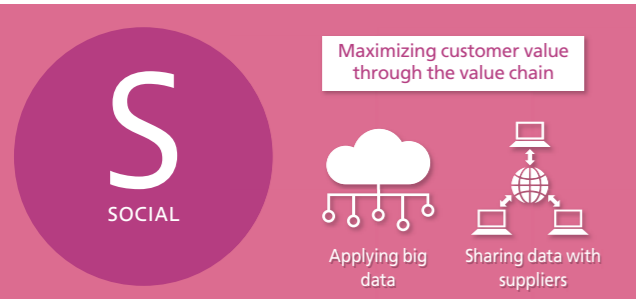 S
SOCIAL
Maximizing customer value
through the value chain
Applying big
data
Sharing data with
suppliers